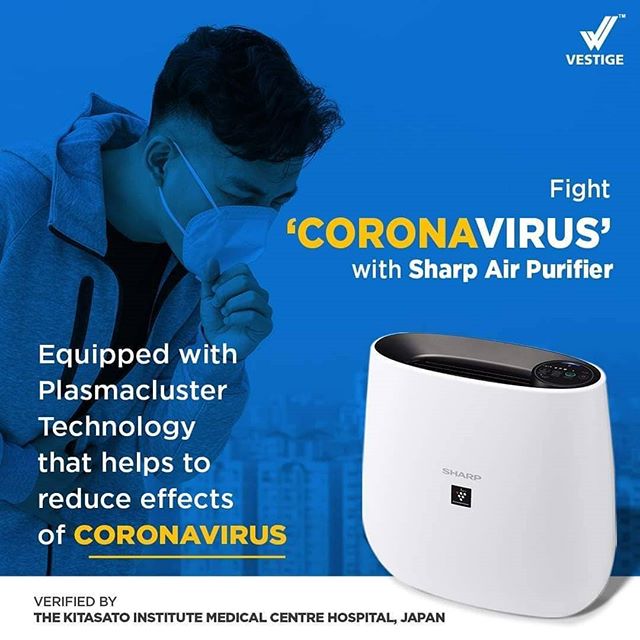 VESTIGE™
Fight
‘CORONAVIRUS’
with Sharp Air Purifier
Equipped with
Plasmacluster
Technology
that helps to
reduce effects
of CORONAVIRUS
SHARP
VERIFIED BY
THE KITASATO INSTITUTE MEDICAL CENTRE HOSPITAL, JAPAN